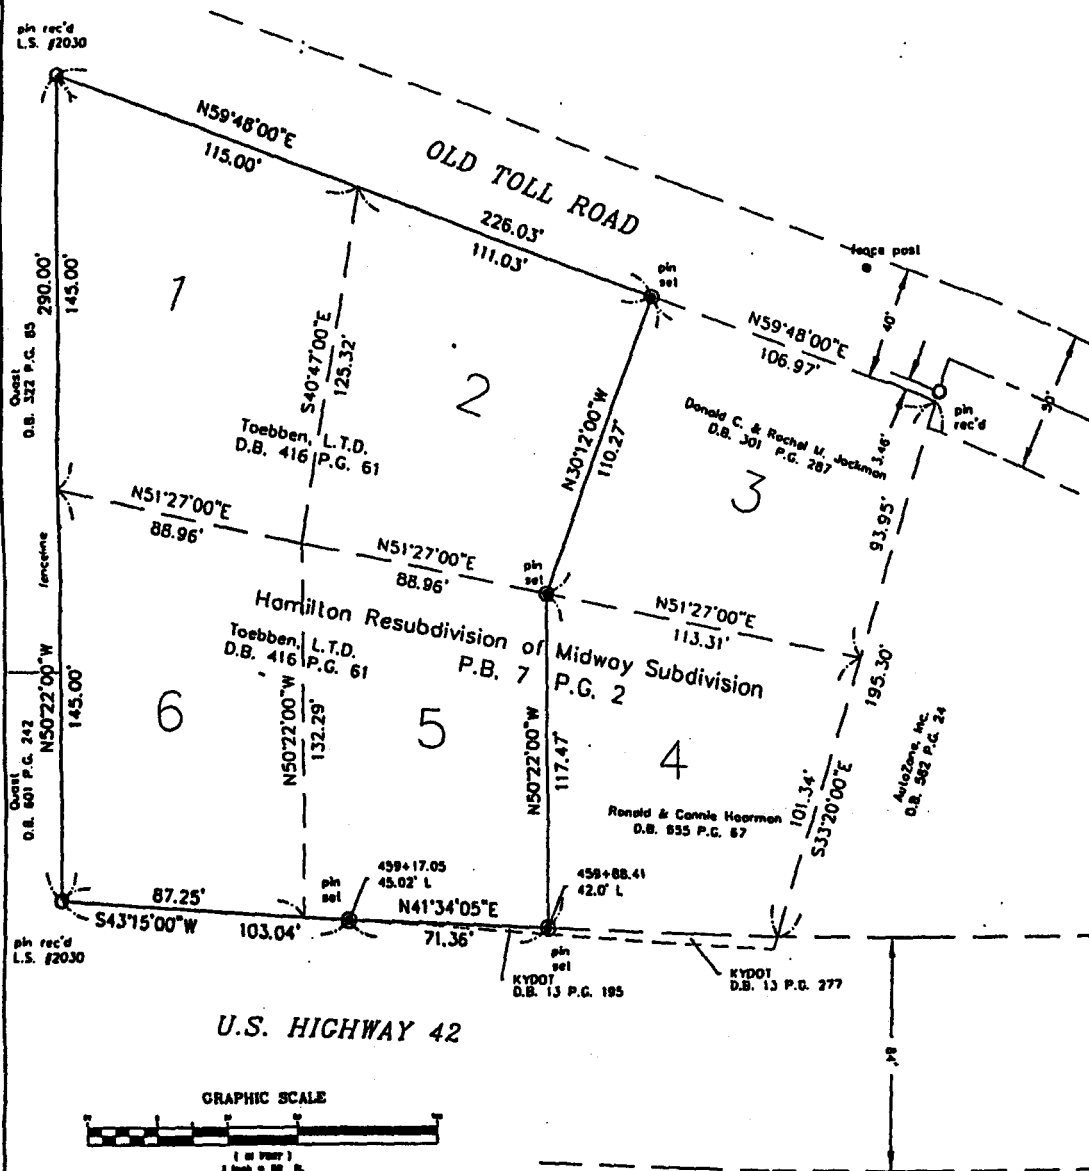 pin rec'd
L.S. #2030
N59°48'00"E
115.00'
OLD TOLL ROAD
226.03'
111.03'
pin
set
fence post
40'
N59°48'00"E
106.97'
50'
pin
rec'd
3.46'
Donald C. & Rachel M. Jackman
D.B. 301 P.G. 287
1
2
3
290.00'
145.00'
Quast
D.B. 322 P.G. 85
S40°47'00"E
125.32'
Toebben, L.T.D.
D.B. 416 P.G. 61
N30°12'00"W
110.27'
93.95'
N51°27'00"E
88.96'
N51°27'00"E
88.96'
pin
set
N51°27'00"E
113.31'
fenceline
Hamilton Resubdivision of Midway Subdivision
P.B. 7 P.G. 2
Toebben, L.T.D.
D.B. 416 P.G. 61
195.30'
N50°22'00"W
145.00'
Quast
D.B. 601 P.G. 242
6
N50°22'00"W
132.29'
5
N50°22'00"W
117.47'
4
Ronald & Connie Hoorman
D.B. 655 P.G. 67
101.34'
S33°20'00"E
AutoZone, Inc.
D.B. 582 P.G. 24
459+17.05
45.02' L
459+88.41
42.0' L
pin
set
87.25'
S43°15'00"W
103.04'
N41°34'05"E
71.36'
pin rec'd
L.S. #2030
pin
set
KYDOT
D.B. 13 P.G. 195
KYDOT
D.B. 13 P.G. 277
84'
U.S. HIGHWAY 42
GRAPHIC SCALE
( IN FEET )